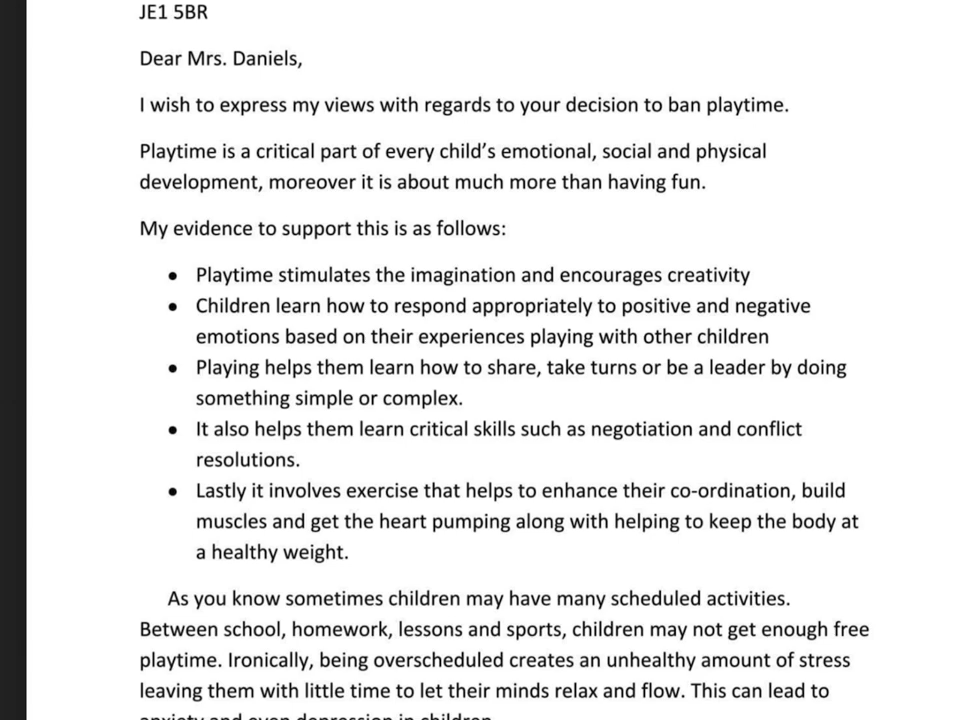 JE1 5BR
Dear Mrs. Daniels,
I wish to express my views with regards to your decision to ban playtime.
Playtime is a critical part of every child’s emotional, social and physical
development, moreover it is about much more than having fun.
My evidence to support this is as follows:
• Playtime stimulates the imagination and encourages creativity
• Children learn how to respond appropriately to positive and negative
emotions based on their experiences playing with other children
• Playing helps them learn how to share, take turns or be a leader by doing
something simple or complex.
• It also helps them learn critical skills such as negotiation and conflict
resolutions.
• Lastly it involves exercise that helps to enhance their co-ordination, build
muscles and get the heart pumping along with helping to keep the body at
a healthy weight.
As you know sometimes children may have many scheduled activities.
Between school, homework, lessons and sports, children may not get enough free
playtime. Ironically, being overscheduled creates an unhealthy amount of stress
leaving them with little time to let their minds relax and flow. This can lead to
anxiety and even depression in children